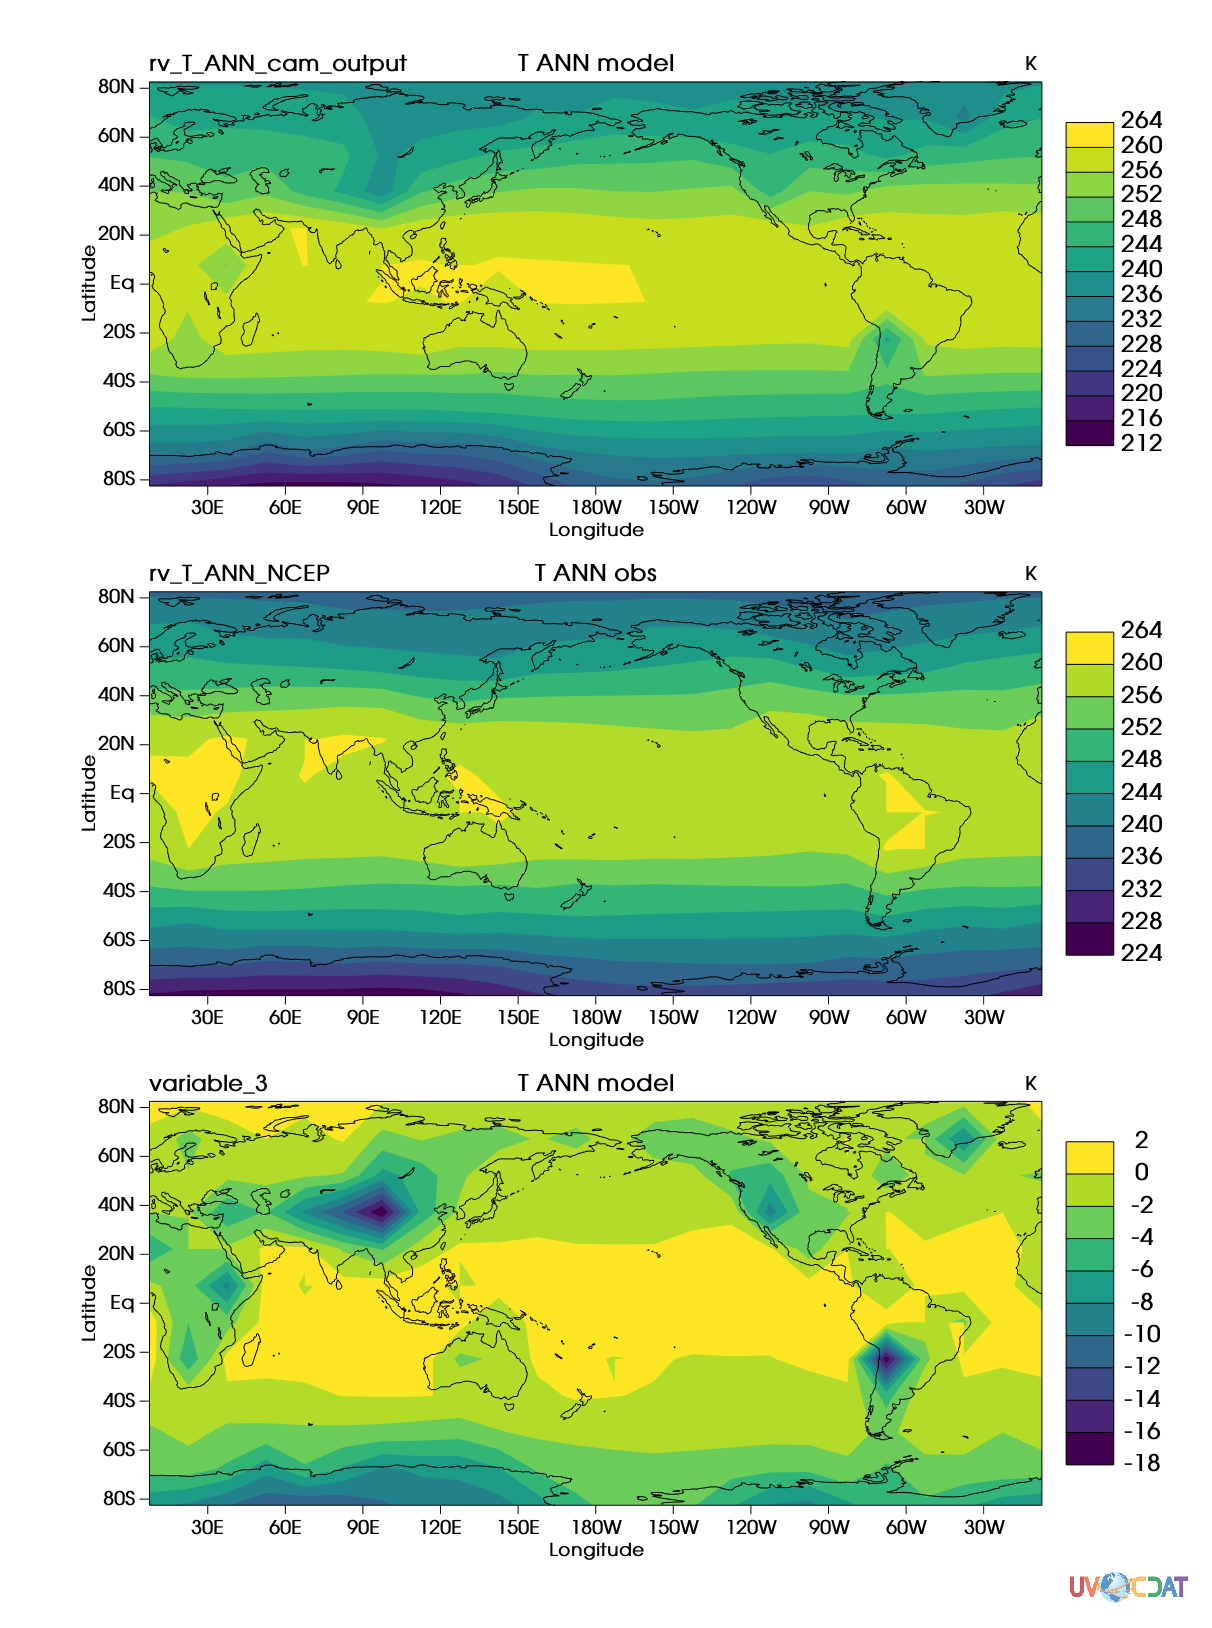 rv_T_ANN_cam_output T ANN model K
80N
60N
40N
20N
Eq
20S
40S
60S
80S
Latitude
30E 60E 90E 120E 150E 180W 150W 120W 90W 60W 30W
Longitude
264
260
256
252
248
244
240
236
232
228
224
220
216
212
rv_T_ANN_NCEP T ANN obs K
80N
60N
40N
20N
Eq
20S
40S
60S
80S
Latitude
30E 60E 90E 120E 150E 180W 150W 120W 90W 60W 30W
Longitude
264
260
256
252
248
244
240
236
232
228
224
variable_3 T ANN model K
80N
60N
40N
20N
Eq
20S
40S
60S
80S
Latitude
30E 60E 90E 120E 150E 180W 150W 120W 90W 60W 30W
Longitude
2
0
-2
-4
-6
-8
-10
-12
-14
-16
-18
UV CDAT